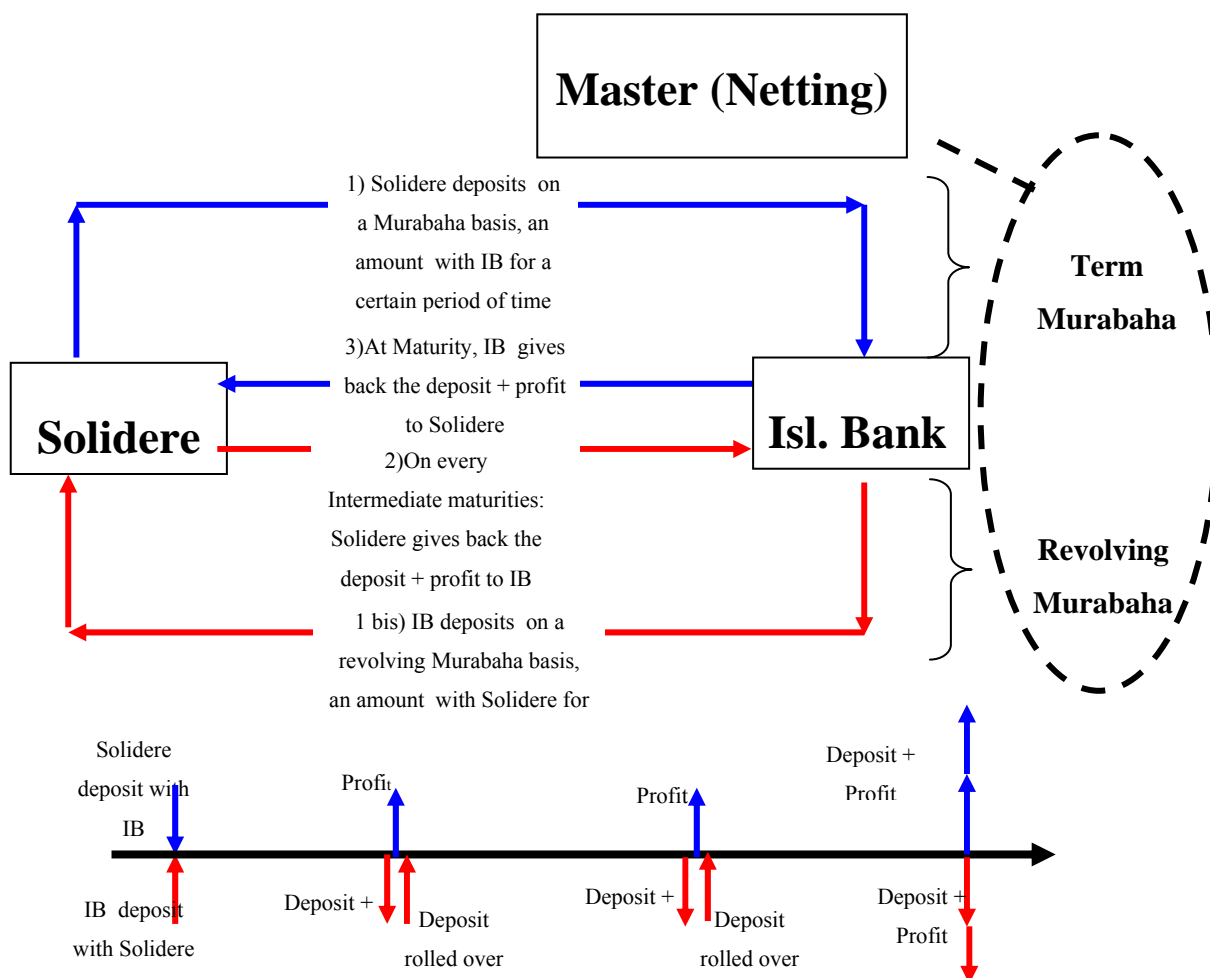 Master (Netting)
1) Solidere deposits on
a Murabaha basis, an
amount with IB for a
certain period of time
Term
Murabaha
3)At Maturity, IB gives
back the deposit + profit
to Solidere
Solidere
Isl. Bank
2)On every
Intermediate maturities:
Solidere gives back the
deposit + profit to IB
Revolving
Murabaha
1 bis) IB deposits on a
revolving Murabaha basis,
an amount with Solidere for
Solidere
deposit with
IB
Profit
Profit
Deposit +
Profit
IB deposit
with Solidere
Deposit +
Deposit
rolled over
Deposit +
Deposit
rolled over
Deposit +
Profit